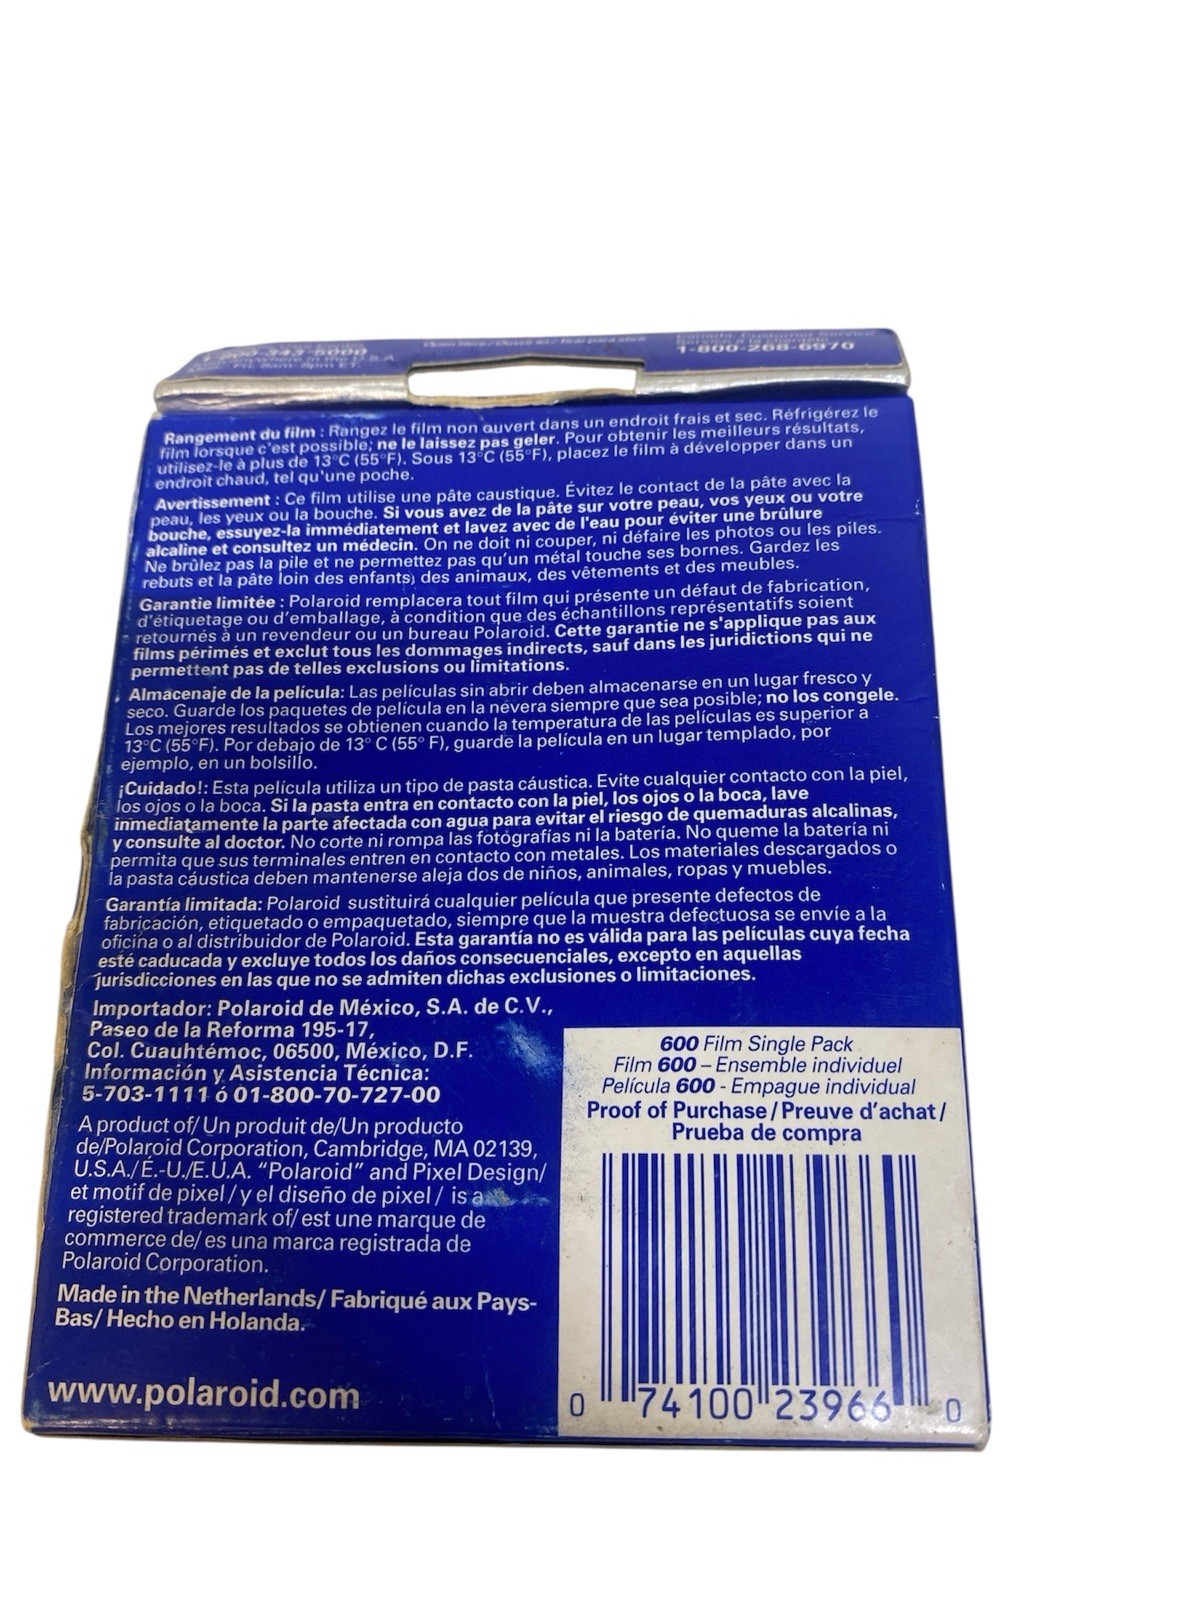 1-800-343-5000
Anywhere in the U.S.A.
Mon.- Fri. 8am- 8pm ET.
Canada: Customer Service
Service à la clientèle
1-800-268-6970
Rangement du film : Rangez le film non ouvert dans un endroit frais et sec. Réfrigérez le
film lorsque c'est possible; ne le laissez pas geler. Pour obtenir les meilleurs résultats,
utilisez-le à plus de 13°C (55°F). Sous 13°C (55°F), placez le film à développer dans un
endroit chaud, tel qu'une poche.
Avertissement : Ce film utilise une pâte caustique. Évitez le contact de la pâte avec la
peau, les yeux ou la bouche. Si vous avez de la pâte sur votre peau, vos yeux ou votre
bouche, essuyez-la immédiatement et lavez avec de l'eau pour éviter une brûlure
alcaline et consultez un médecin. On ne doit ni couper, ni défaire les photos ou les piles.
Ne brûlez pas la pile et ne permettez pas qu'un métal touche ses bornes. Gardez les
rebuts et la pâte loin des enfants, des animaux, des vêtements et des meubles.
Garantie limitée : Polaroid remplacera tout film qui présente un défaut de fabrication,
d'étiquetage ou d'emballage, à condition que des échantillons représentatifs soient
retournés à un revendeur ou un bureau Polaroid. Cette garantie ne s'applique pas aux
films périmés et exclut tous les dommages indirects, sauf dans les juridictions qui ne
permettent pas de telles exclusions ou limitations.
Almacenaje de la película: Las películas sin abrir deben almacenarse en un lugar fresco y
seco. Guarde los paquetes de película en la nevera siempre que sea posible; no los congele.
Los mejores resultados se obtienen cuando la temperatura de las películas es superior a
13°C (55°F). Por debajo de 13° C (55° F), guarde la película en un lugar templado, por
ejemplo, en un bolsillo.
¡Cuidado!: Esta película utiliza un tipo de pasta cáustica. Evite cualquier contacto con la piel,
los ojos o la boca. Si la pasta entra en contacto con la piel, los ojos o la boca, lave
inmediatamente la parte afectada con agua para evitar el riesgo de quemaduras alcalinas,
y consulte al doctor. No corte ni rompa las fotógrafías ni la batería. No queme la batería ni
permita que sus terminales entren en contacto con metales. Los materiales descargados o
la pasta cáustica deben mantenerse aleja dos de niños, animales, ropas y muebles.
Garantía limitada: Polaroid sustituirá cualquier película que presente defectos de
fabricación, etiquetado o empaquetado, siempre que la muestra defectuosa se envíe a la
oficina o al distribuidor de Polaroid. Esta garantía no es válida para las películas cuya fecha
esté caducada y excluye todos los daños consecuenciales, excepto en aquellas
jurisdicciones en las que no se admiten dichas exclusiones o limitaciones.
Importador: Polaroid de México, S.A. de C.V.,
Paseo de la Reforma 195-17,
Col. Cuauhtémoc, 06500, México, D.F.
Información y Asistencia Técnica:
5-703-1111 ó 01-800-70-727-00
A product of/ Un produit de/Un producto
de/Polaroid Corporation, Cambridge, MA 02139,
U.S.A./É.-U./E.U.A. "Polaroid" and Pixel Design/
et motif de pixel / y el diseño de pixel / is a
registered trademark of/ est une marque de
commerce de/ es una marca registrada de
Polaroid Corporation.
Made in the Netherlands/ Fabriqué aux Pays-
Bas/ Hecho en Holanda.
www.polaroid.com
600 Film Single Pack
Film 600 – Ensemble individuel
Película 600 - Empague individual
Proof of Purchase / Preuve d'achat /
Prueba de compra
0 74100 23966 0